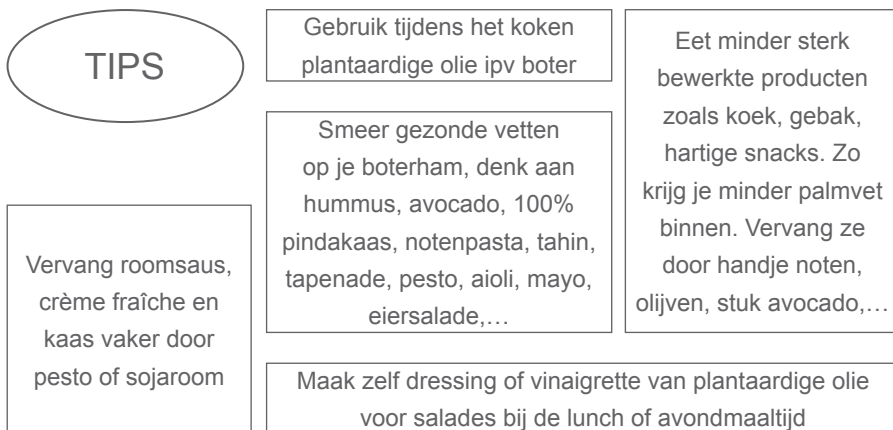 TIPS
Gebruik tijdens het koken
plantaardige olie ipv boter
Eet minder sterk
bewerkte producten
zoals koek, gebak,
hartige snacks. Zo
krijg je minder palmvet
binnen. Vervang ze
door handje noten,
olijven, stuk avocado,…
Smeer gezonde vetten
op je boterham, denk aan
hummus, avocado, 100%
pindakaas, notenpasta, tahin,
tapenade, pesto, aioli, mayo,
eiersalade,…
Vervang roomsaus,
crème fraîche en
kaas vaker door
pesto of sojaroom
Maak zelf dressing of vinaigrette van plantaardige olie
voor salades bij de lunch of avondmaaltijd